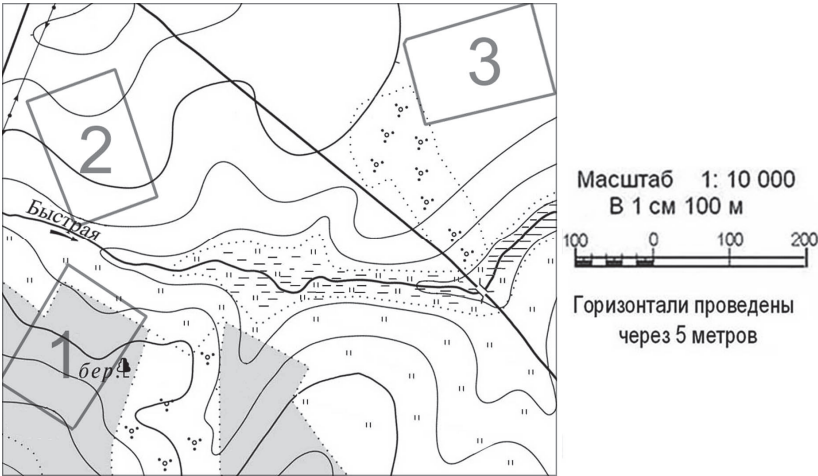 3
2
Быстрая
1
бер.
Масштаб 1: 10 000
В 1 см 100 м
100 0 100 200
Горизонтали проведены
через 5 метров